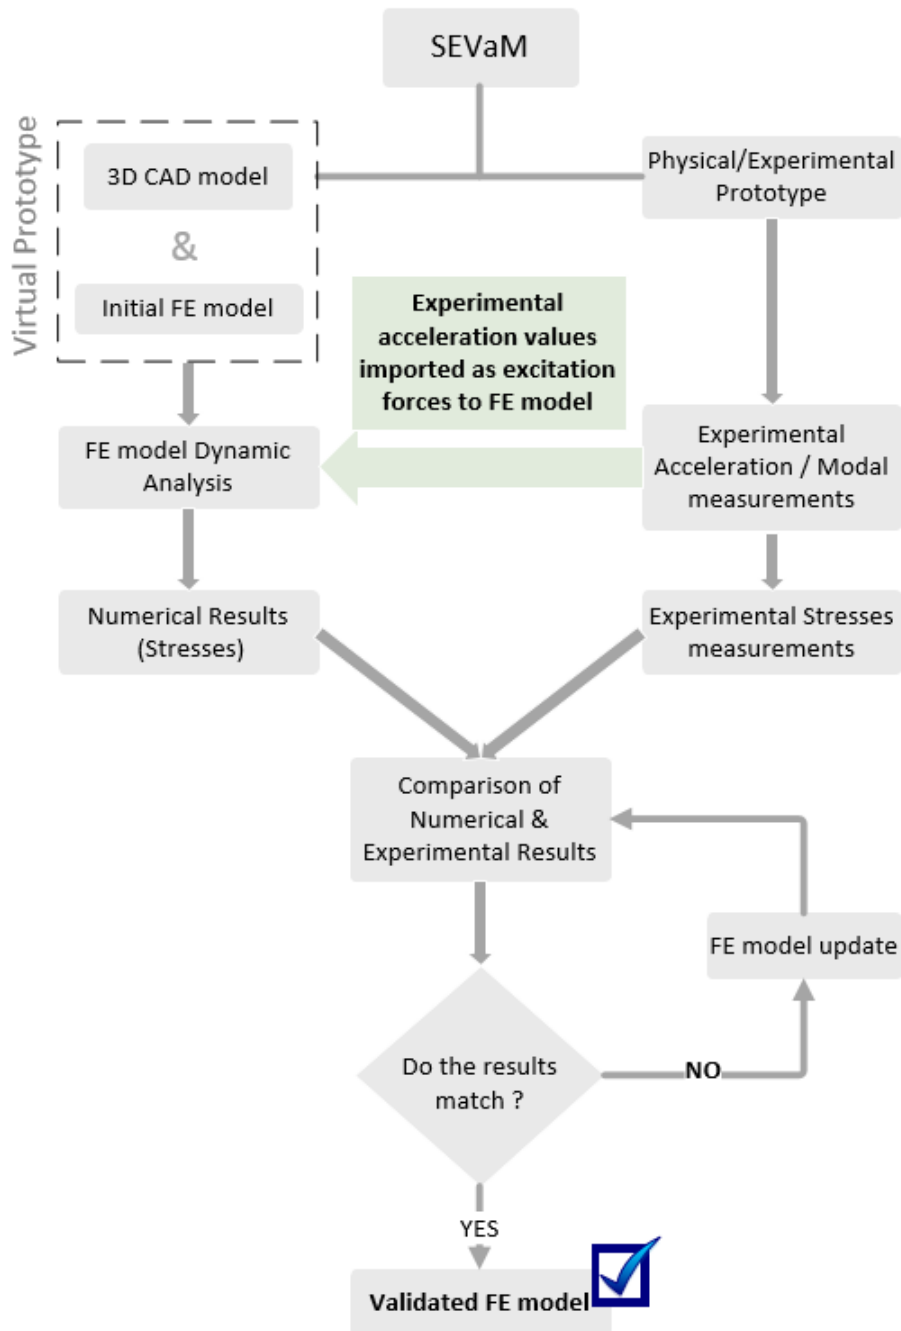 SEVaM
Virtual Prototype
3D CAD model
&
Initial FE model
Physical/Experimental
Prototype
Experimental
acceleration values
imported as excitation
forces to FE model
FE model Dynamic
Analysis
Experimental
Acceleration / Modal
measurements
Numerical Results
(Stresses)
Experimental Stresses
measurements
Comparison of
Numerical &
Experimental Results
FE model update
Do the results
match ?
NO
YES
Validated FE model